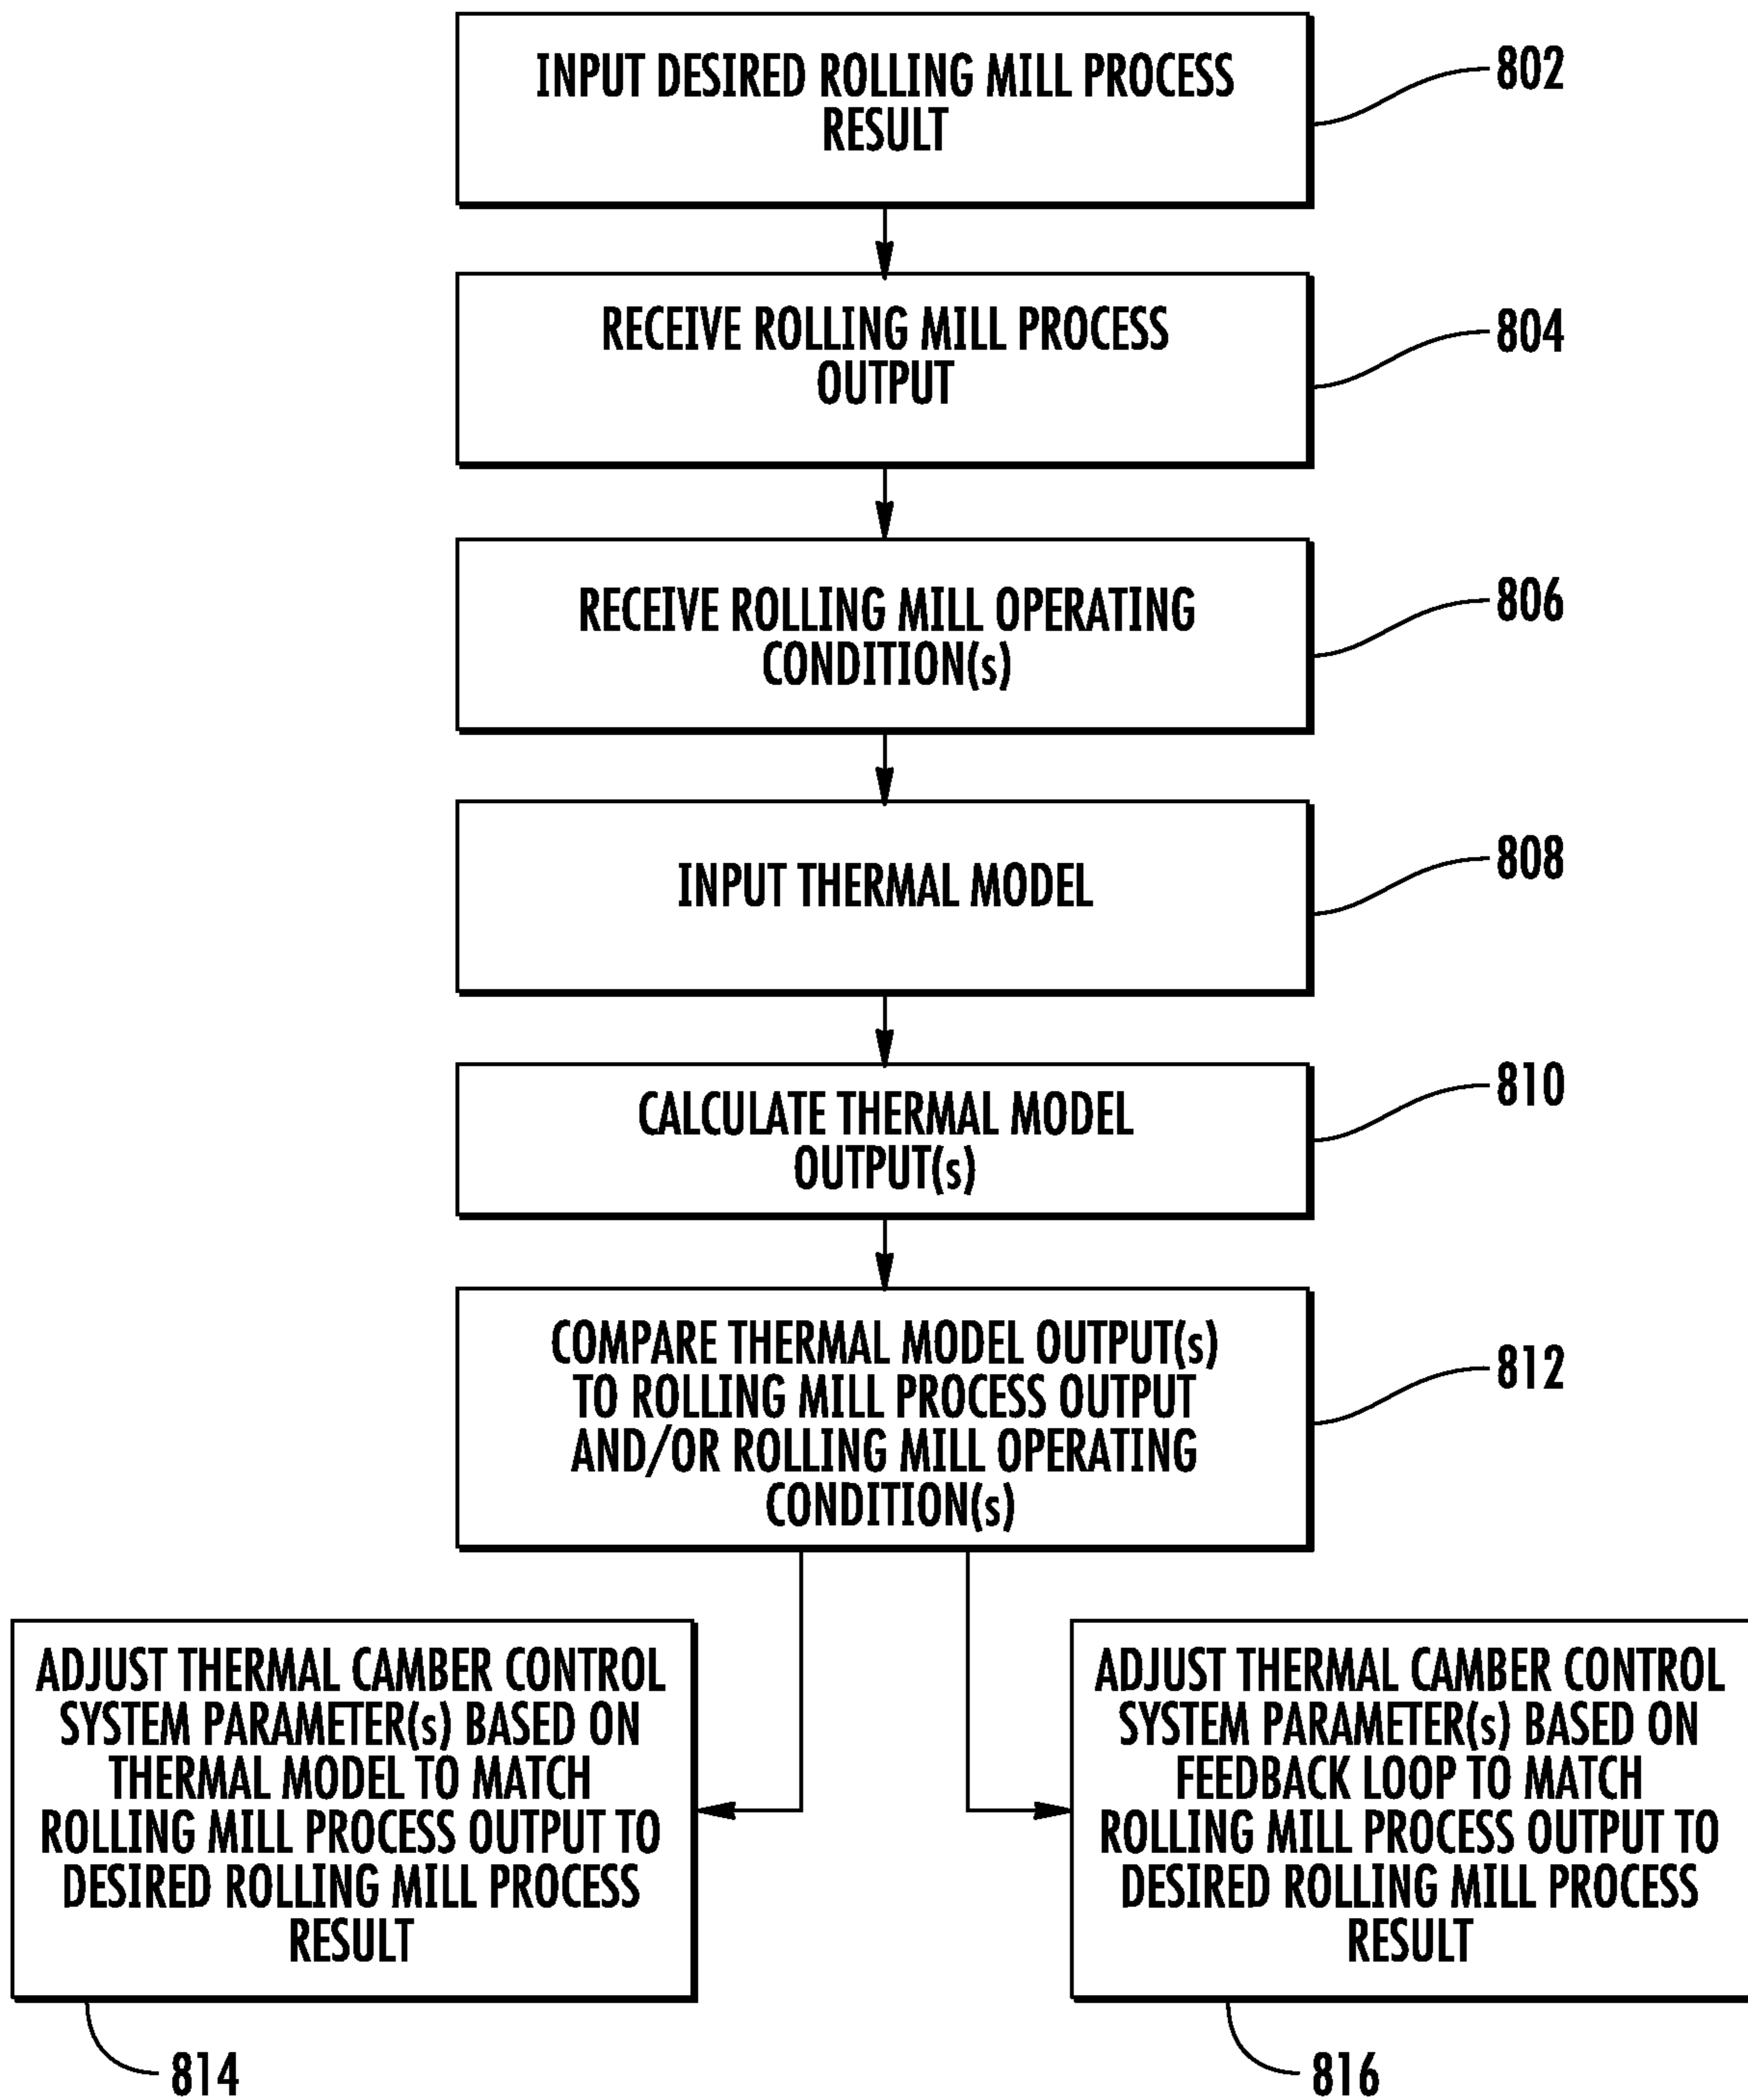 INPUT DESIRED ROLLING MILL PROCESS
RESULT
802
RECEIVE ROLLING MILL PROCESS
OUTPUT
804
RECEIVE ROLLING MILL OPERATING
CONDITION(s)
806
INPUT THERMAL MODEL
808
CALCULATE THERMAL MODEL
OUTPUT(s)
810
COMPARE THERMAL MODEL OUTPUT(s)
TO ROLLING MILL PROCESS OUTPUT
AND/OR ROLLING MILL OPERATING
CONDITION(s)
812
ADJUST THERMAL CAMBER CONTROL
SYSTEM PARAMETER(s) BASED ON
THERMAL MODEL TO MATCH
ROLLING MILL PROCESS OUTPUT TO
DESIRED ROLLING MILL PROCESS
RESULT
814
ADJUST THERMAL CAMBER CONTROL
SYSTEM PARAMETER(s) BASED ON
FEEDBACK LOOP TO MATCH
ROLLING MILL PROCESS OUTPUT TO
DESIRED ROLLING MILL PROCESS
RESULT
816